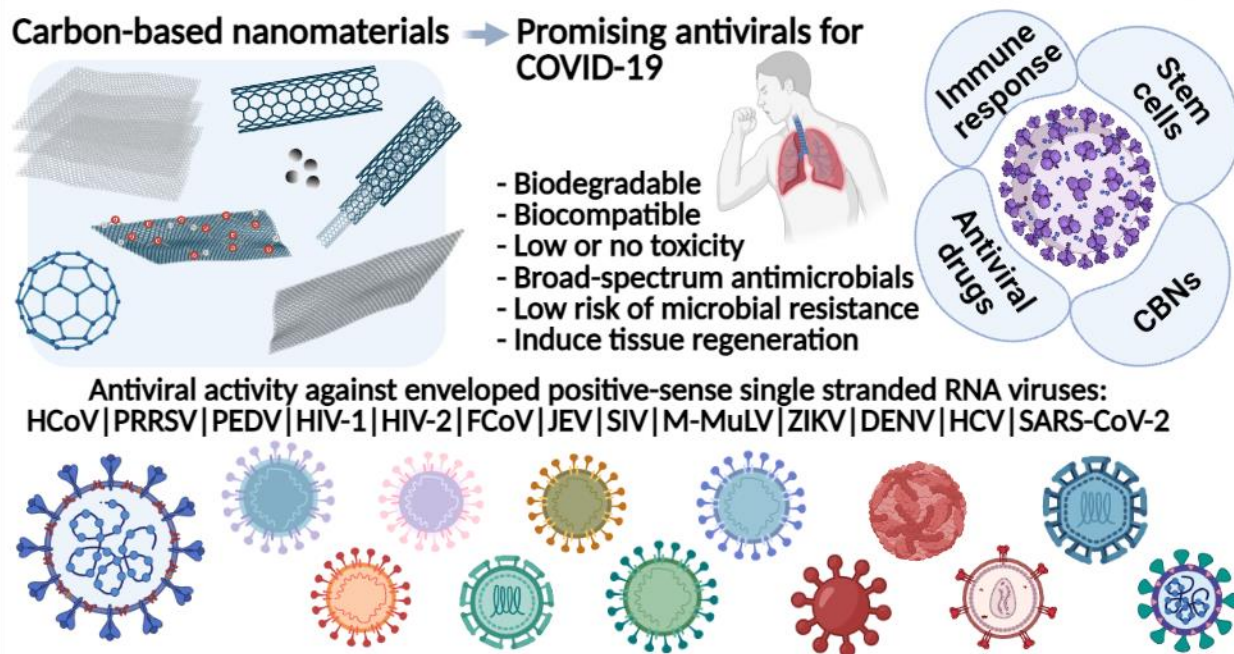 Carbon-based nanomaterials
Promising antivirals for
COVID-19
- Biodegradable
- Biocompatible
- Low or no toxicity
- Broad-spectrum antimicrobials
- Low risk of microbial resistance
- Induce tissue regeneration
Immune
response
Stem
cells
Antiviral
drugs
CBNs
Antiviral activity against enveloped positive-sense single stranded RNA viruses:
HCoV|PRRSV|PEDV|HIV-1|HIV-2|FCoV|JEV|SIV|M-MuLV|ZIKV|DENV|HCV|SARS-CoV-2